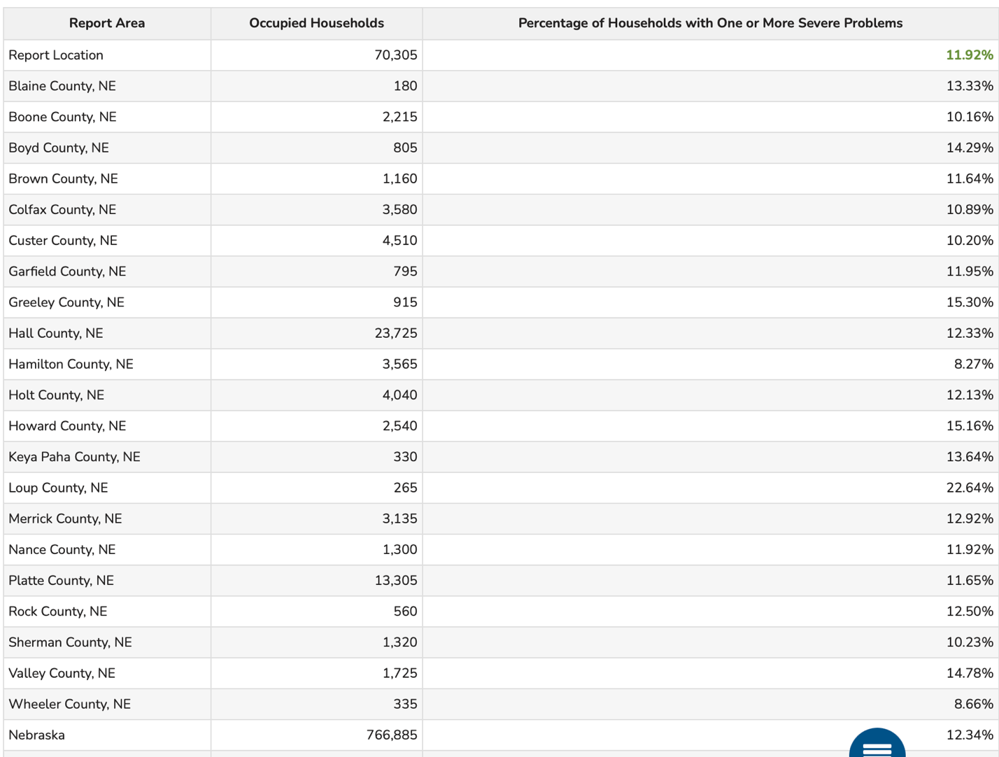 Report Area Occupied Households Percentage of Households with One or More Severe Problems
Report Location 70,305 11.92%
Blaine County, NE 180 13.33%
Boone County, NE 2,215 10.16%
Boyd County, NE 805 14.29%
Brown County, NE 1,160 11.64%
Colfax County, NE 3,580 10.89%
Custer County, NE 4,510 10.20%
Garfield County, NE 795 11.95%
Greeley County, NE 915 15.30%
Hall County, NE 23,725 12.33%
Hamilton County, NE 3,565 8.27%
Holt County, NE 4,040 12.13%
Howard County, NE 2,540 15.16%
Keya Paha County, NE 330 13.64%
Loup County, NE 265 22.64%
Merrick County, NE 3,135 12.92%
Nance County, NE 1,300 11.92%
Platte County, NE 13,305 11.65%
Rock County, NE 560 12.50%
Sherman County, NE 1,320 10.23%
Valley County, NE 1,725 14.78%
Wheeler County, NE 335 8.66%
Nebraska 766,885 12.34%